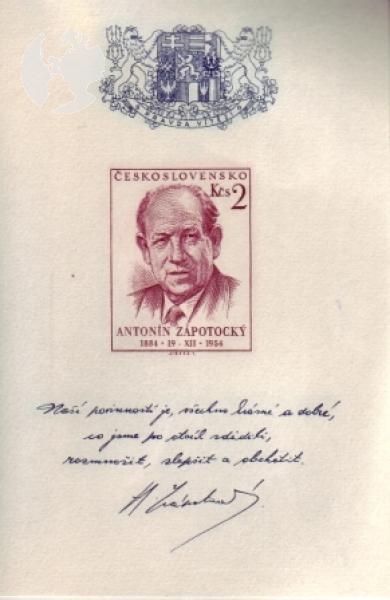 PRAVDA VÍTĚZÍ
ČESKOSLOVENSKO
Kčs 2
ANTONÍN ZÁPOTOCKÝ
1884 · 19 · XII · 1954
Naší povinností je, všechno krásné a dobré,
co jsme po otcích zdědili,
rozmnožit, zlepšit a obohatit.